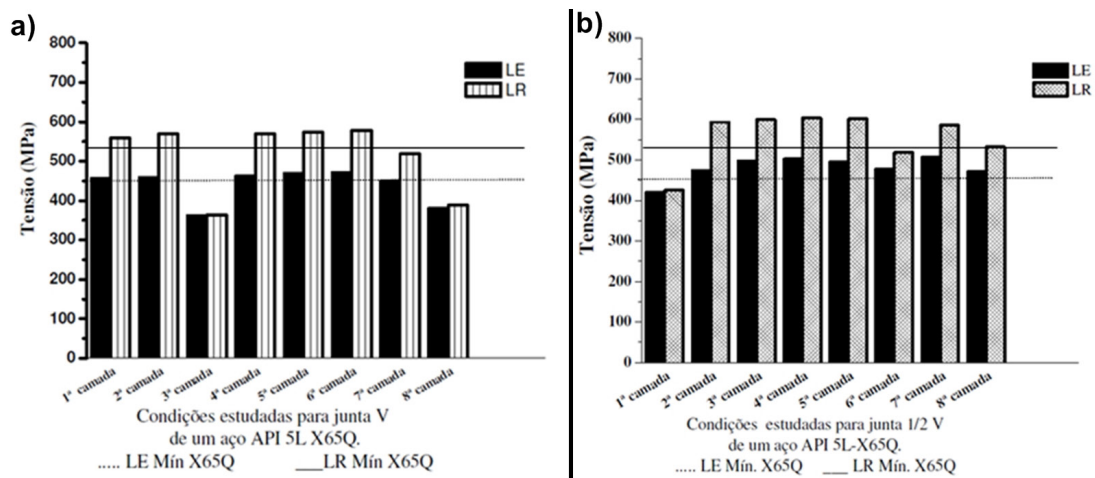 a)
Tensão (MPa)
800
700
600
500
400
300
200
100
0
LE
LR
1ª camada
2ª camada
3ª camada
4ª camada
5ª camada
6ª camada
7ª camada
8ª camada
Condições estudadas para junta V
de um aço API 5L X65Q.
..... LE Mín X65Q ___LR Mín X65Q
b)
Tensão (MPa)
800
700
600
500
400
300
200
100
0
LE
LR
1ª camada
2ª camada
3ª camada
4ª camada
5ª camada
6ª camada
7ª camada
8ª camada
Condições estudadas para junta 1/2 V
de um aço API 5L-X65Q.
..... LE Mín. X65Q ___ LR Mín. X65Q